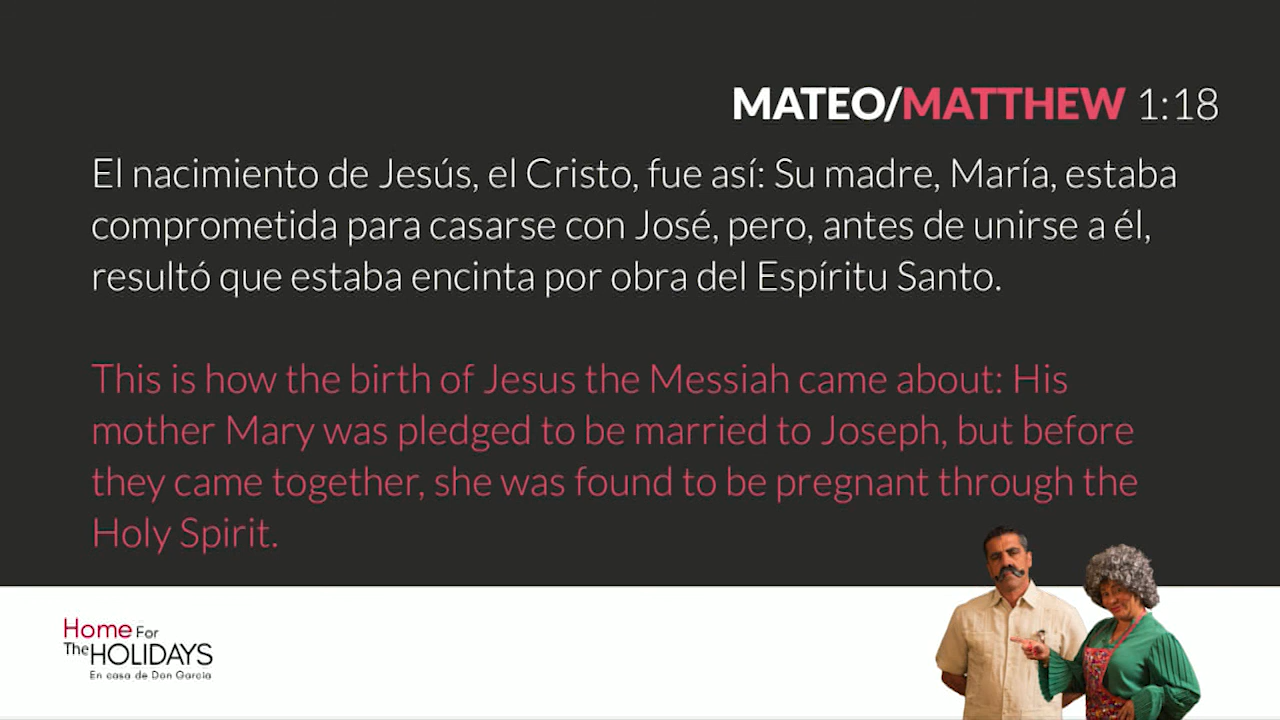 MATEO/MATTHEW 1:18
El nacimiento de Jesús, el Cristo, fue así: Su madre, María, estaba
comprometida para casarse con José, pero, antes de unirse a él,
resultó que estaba encinta por obra del Espíritu Santo.
This is how the birth of Jesus the Messiah came about: His
mother Mary was pledged to be married to Joseph, but before
they came together, she was found to be pregnant through the
Holy Spirit.
Home For
The HOLIDAYS
En casa de Don Garcia